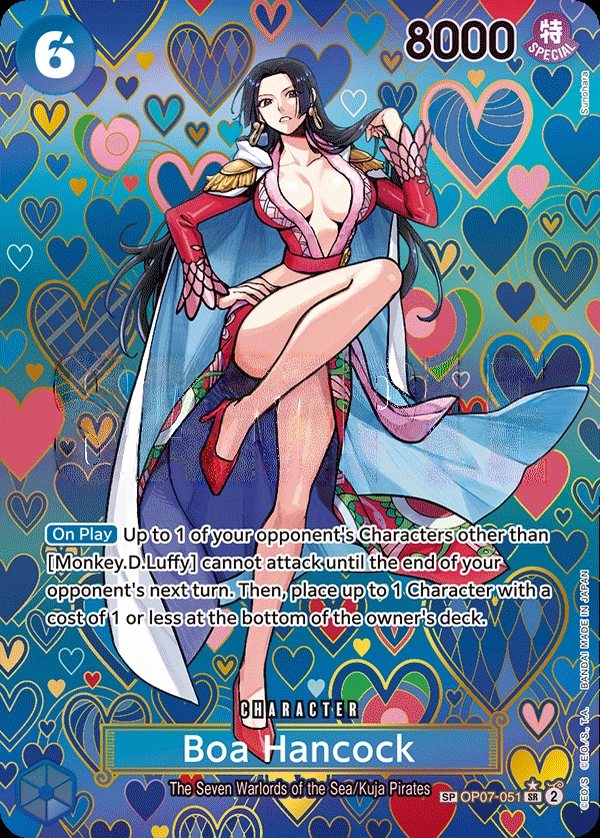 6
8000
特
SPECIAL
Sunohara
On Play Up to 1 of your opponent's Characters other than
[Monkey.D.Luffy] cannot attack until the end of your
opponent's next turn. Then, place up to 1 Character with a
cost of 1 or less at the bottom of the owner's deck.
CHARACTER
Boa Hancock
The Seven Warlords of the Sea/Kuja Pirates
SP OP07-051 SR 2
©E.O./S., T.A. BANDAI MADE IN JAPAN